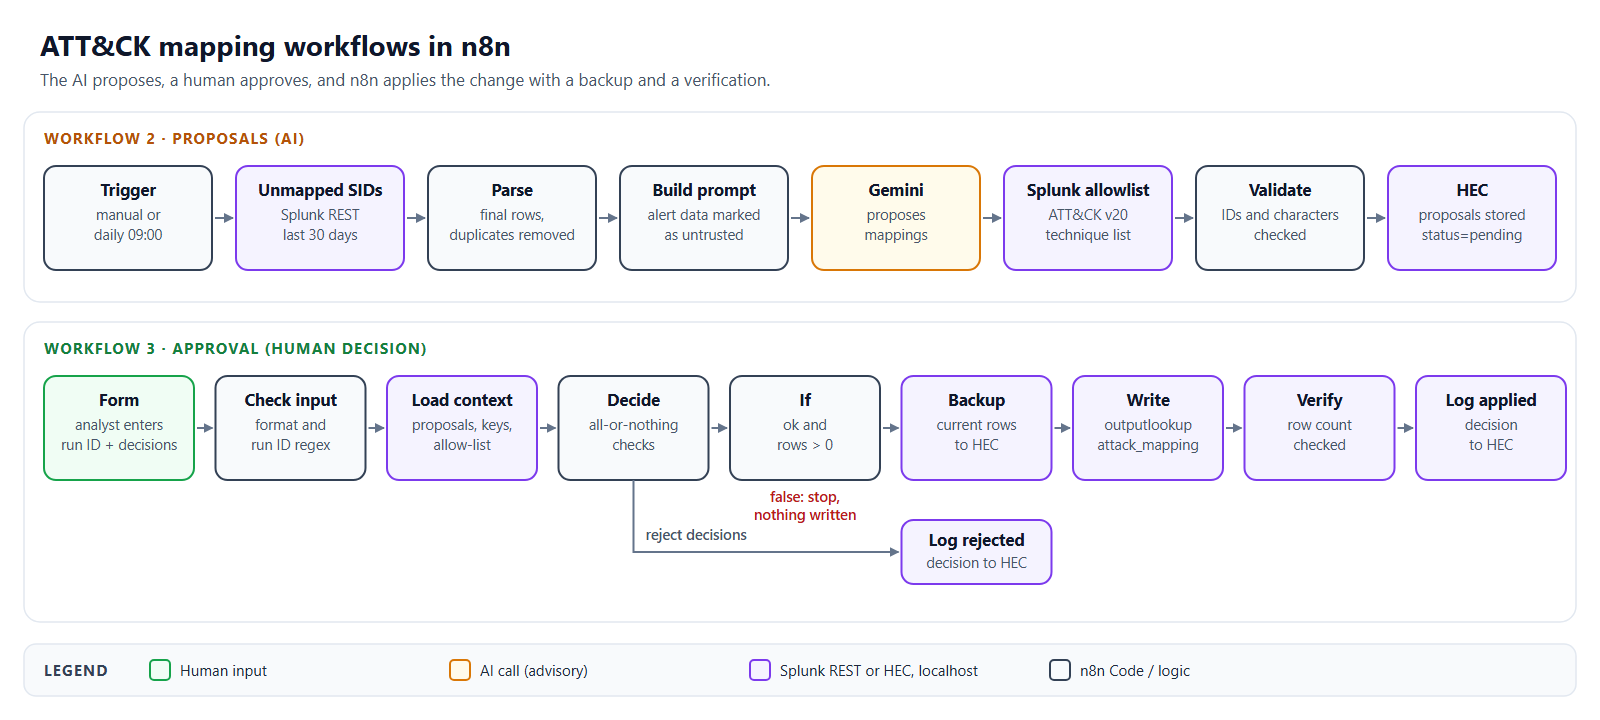 ATT&CK mapping workflows in n8n
The AI proposes, a human approves, and n8n applies the change with a backup and a verification.
WORKFLOW 2 · PROPOSALS (AI)
Trigger
manual or
daily 09:00
Unmapped SIDs
Splunk REST
last 30 days
Parse
final rows,
duplicates removed
Build prompt
alert data marked
as untrusted
Gemini
proposes
mappings
Splunk allowlist
ATT&CK v20
technique list
Validate
IDs and characters
checked
HEC
proposals stored
status=pending
WORKFLOW 3 · APPROVAL (HUMAN DECISION)
Form
analyst enters
run ID + decisions
Check input
format and
run ID regex
Load context
proposals, keys,
allow-list
Decide
all-or-nothing
checks
If
ok and
rows > 0
Backup
current rows
to HEC
Write
outputlookup
attack_mapping
Verify
row count
checked
Log applied
decision
to HEC
false: stop,
nothing written
reject decisions
Log rejected
decision to HEC
LEGEND
Human input
AI call (advisory)
Splunk REST or HEC, localhost
n8n Code / logic